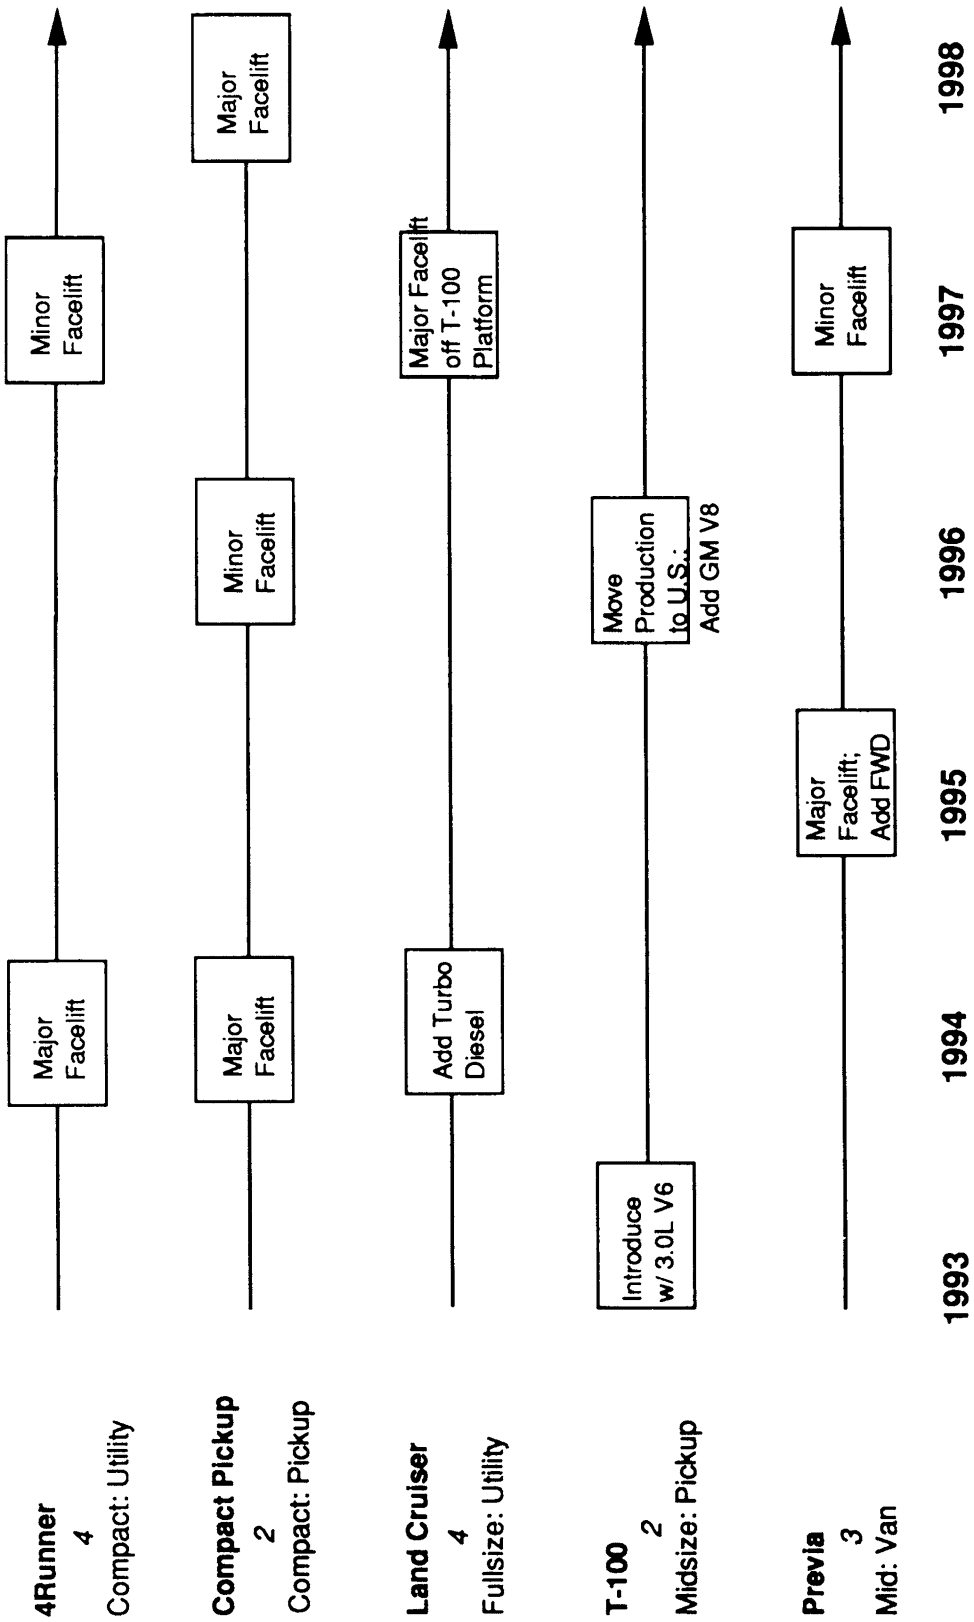 4Runner
4
Compact: Utility
Major
Facelift
Minor
Facelift
Compact Pickup
2
Compact: Pickup
Major
Facelift
Minor
Facelift
Major
Facelift
Land Cruiser
4
Fullsize: Utility
Add Turbo
Diesel
Major Facelift
off T-100
Platform
T-100
2
Midsize: Pickup
Introduce
w/ 3.0L V6
Move
Production
to U.S.;
Add GM V8
Previa
3
Mid: Van
Major
Facelift;
Add FWD
Minor
Facelift
1993
1994
1995
1996
1997
1998